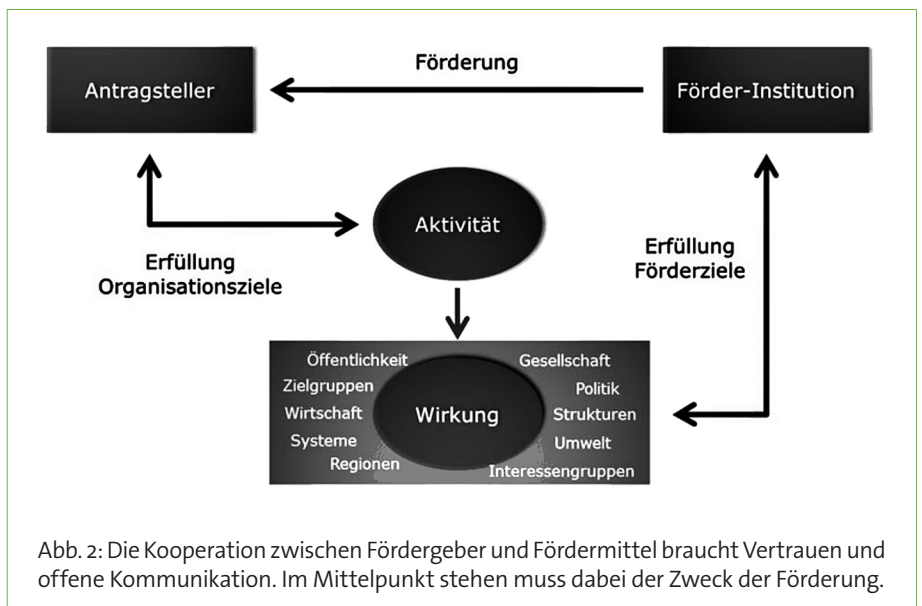 Förderung
Antragsteller
Förder-Institution
Aktivität
Erfüllung
Organisationsziele
Erfüllung
Förderziele
Öffentlichkeit
Zielgruppen
Wirtschaft
Systeme
Regionen
Wirkung
Gesellschaft
Politik
Strukturen
Umwelt
Interessengruppen
Abb. 2: Die Kooperation zwischen Fördergeber und Fördermittel braucht Vertrauen und
offene Kommunikation. Im Mittelpunkt stehen muss dabei der Zweck der Förderung.